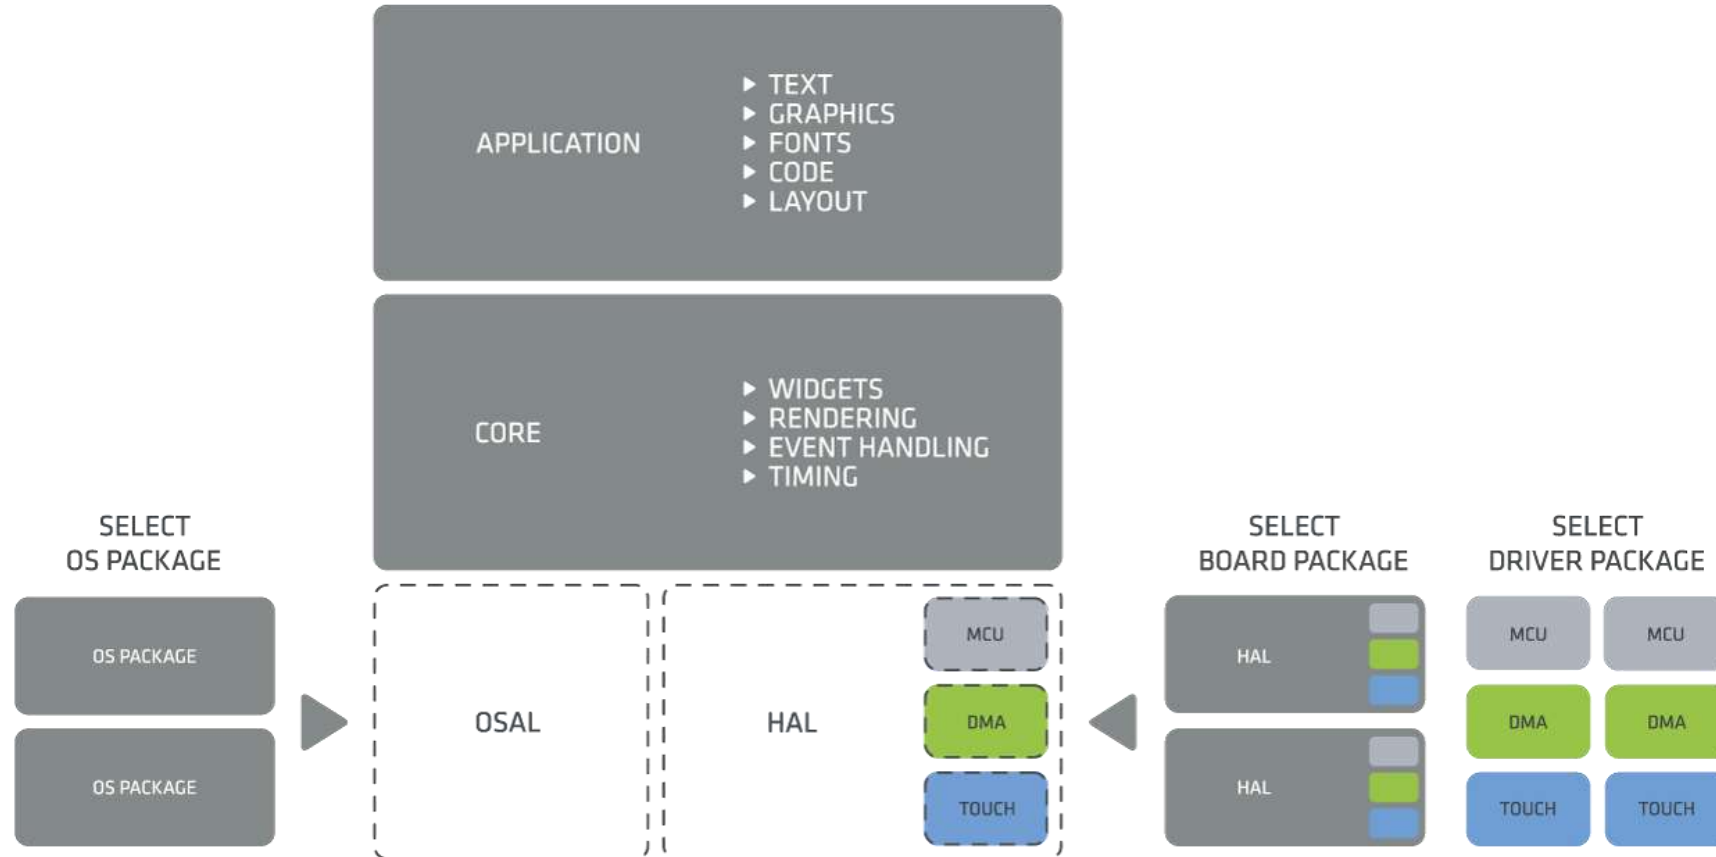 APPLICATION
TEXT
GRAPHICS
FONTS
CODE
LAYOUT
CORE
WIDGETS
RENDERING
EVENT HANDLING
TIMING
SELECT
OS PACKAGE
OS PACKAGE
OS PACKAGE
OSAL
HAL
MCU
DMA
TOUCH
SELECT
BOARD PACKAGE
HAL
HAL
SELECT
DRIVER PACKAGE
MCU
MCU
DMA
DMA
TOUCH
TOUCH